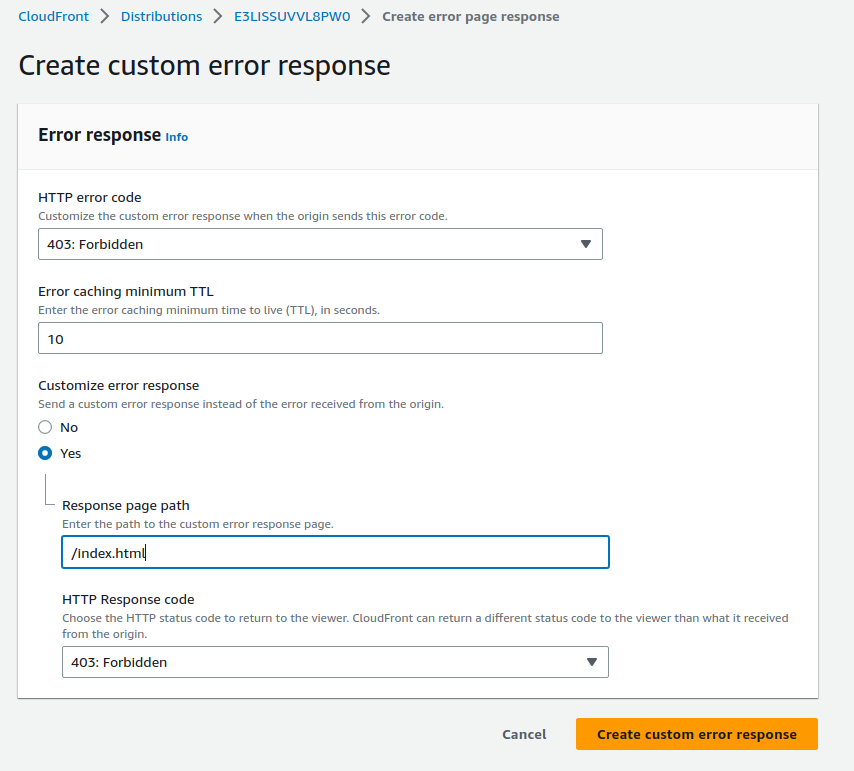 CloudFront > Distributions > E3LISSUVVL8PW0 > Create error page response
Create custom error response
Error response Info
HTTP error code
Customize the custom error response when the origin sends this error code.
403: Forbidden
Error caching minimum TTL
Enter the error caching minimum time to live (TTL), in seconds.
10
Customize error response
Send a custom error response instead of the error received from the origin.
No
Yes
Response page path
Enter the path to the custom error response page.
/index.html
HTTP Response code
Choose the HTTP status code to return to the viewer. CloudFront can return a different status code to the viewer than what it received
from the origin.
403: Forbidden
Cancel Create custom error response